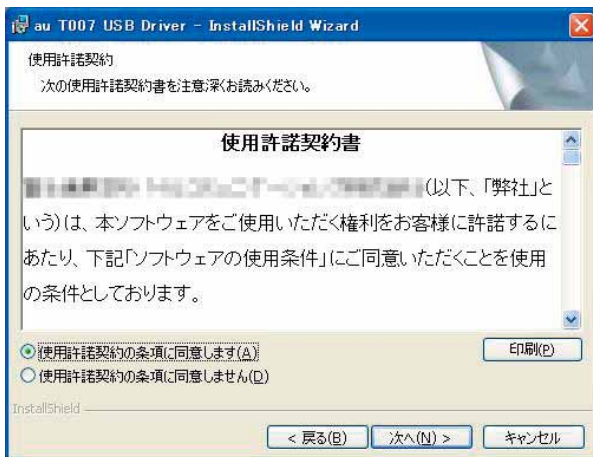 au T007 USB Driver - InstallShield Wizard
使用許諾契約
次の使用許諾契約書を注意深くお読みください。
使用許諾契約書
(以下、「弊社」と
いう)は、本ソフトウェアをご使用いただく権利をお客様に許諾するに
あたり、下記「ソフトウェアの使用条件」にご同意いただくことを使用
の条件としております。
使用許諾契約の条項に同意します(A)
印刷(P)
使用許諾契約の条項に同意しません(D)
InstallShield
< 戻る(B)
次へ(N) >
キャンセル